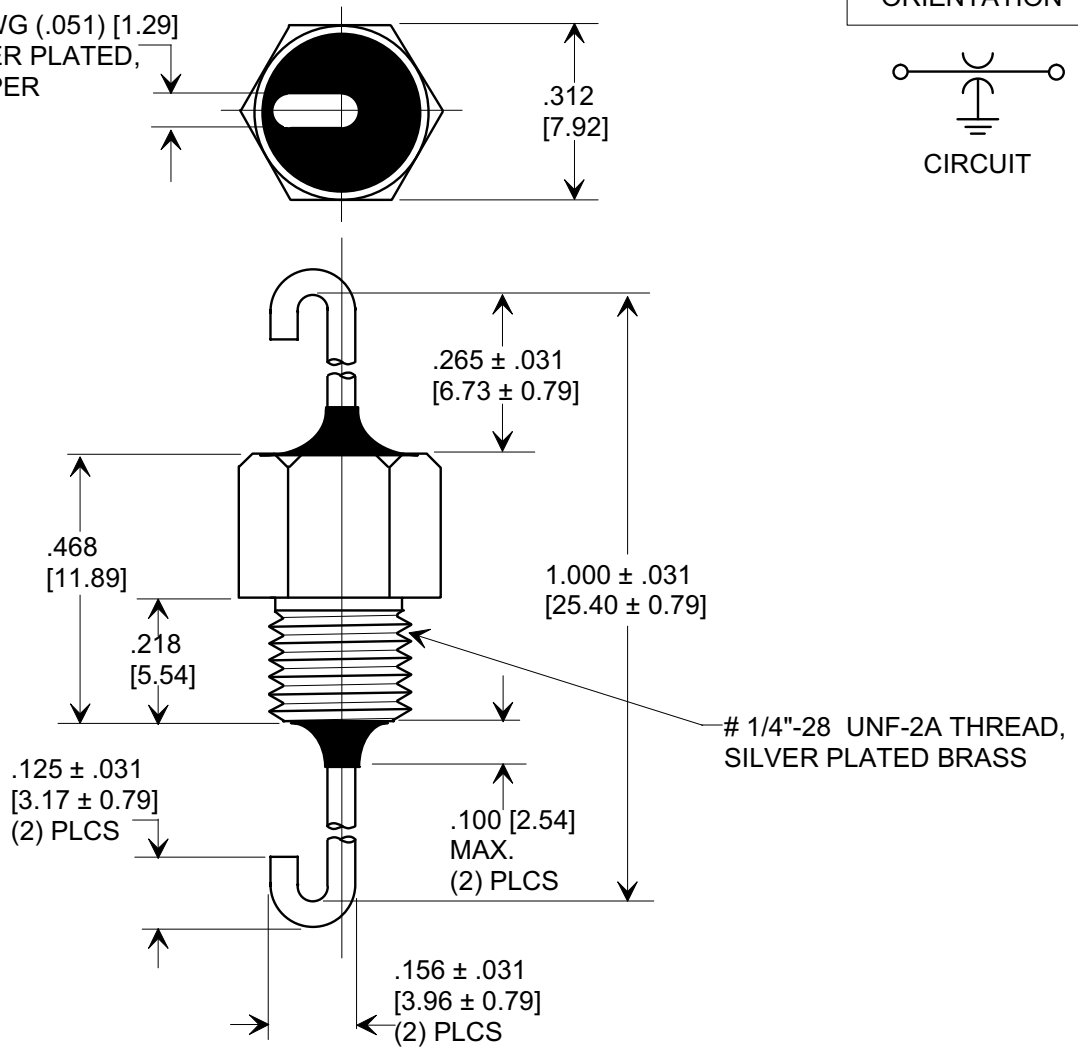 WG (.051) [1.29]
ER PLATED,
PER
.312
[7.92]
ORIENTATION
CIRCUIT
.265 ± .031
[6.73 ± 0.79]
.468
[11.89]
1.000 ± .031
[25.40 ± 0.79]
.218
[5.54]
# 1/4"-28 UNF-2A THREAD,
SILVER PLATED BRASS
.125 ± .031
[3.17 ± 0.79]
(2) PLCS
.100 [2.54]
MAX.
(2) PLCS
.156 ± .031
[3.96 ± 0.79]
(2) PLCS